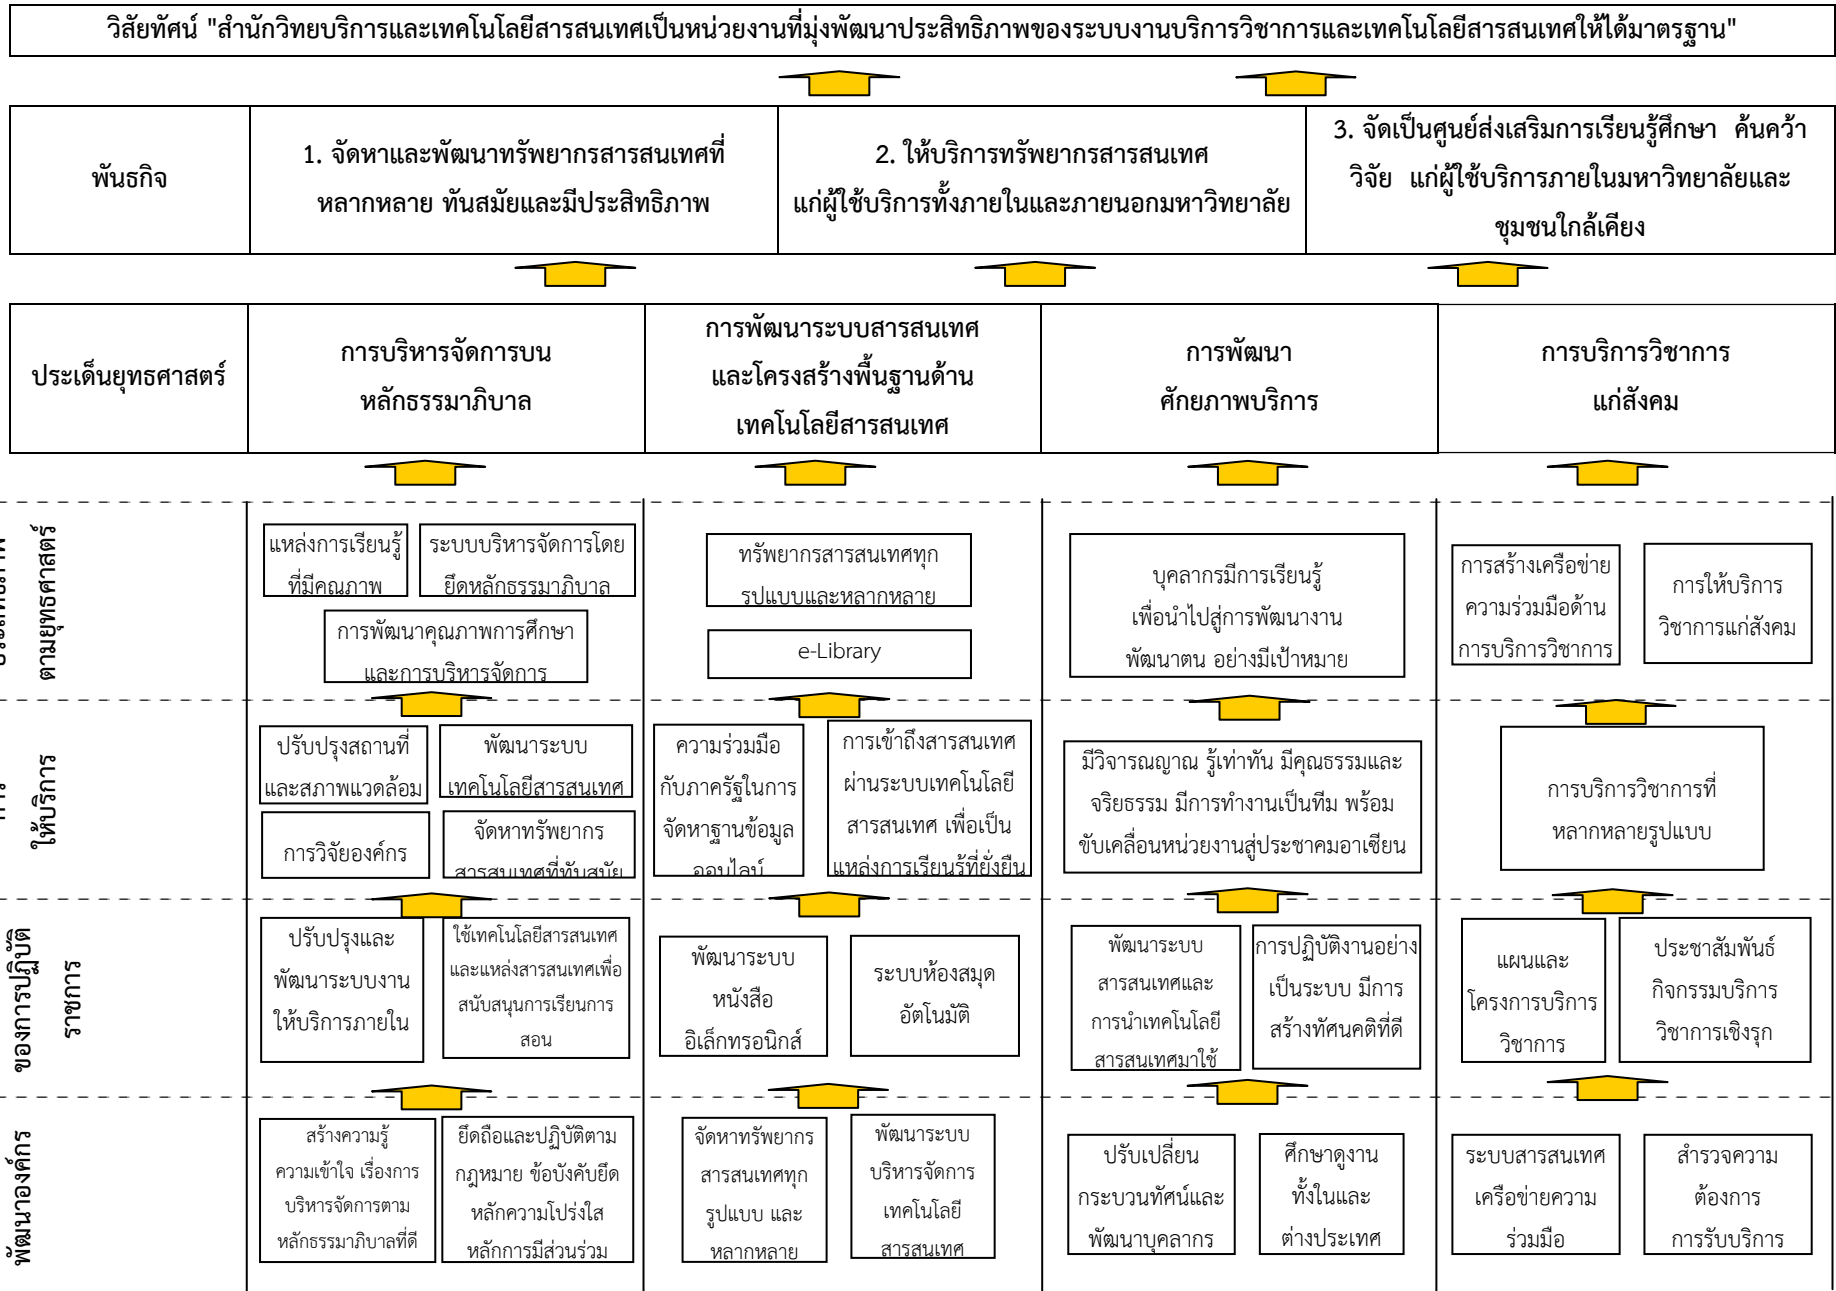 วิสัยทัศน์ "สำนักวิทยบริการและเทคโนโลยีสารสนเทศเป็นหน่วยงานที่มุ่งพัฒนาประสิทธิภาพของระบบงานบริการวิชาการและเทคโนโลยีสารสนเทศให้ได้มาตรฐาน"
พันธกิจ
1. จัดหาและพัฒนาทรัพยากรสารสนเทศที่
หลากหลาย ทันสมัยและมีประสิทธิภาพ
2. ให้บริการทรัพยากรสารสนเทศ
แก่ผู้ใช้บริการทั้งภายในและภายนอกมหาวิทยาลัย
3. จัดเป็นศูนย์ส่งเสริมการเรียนรู้ศึกษา ค้นคว้า
วิจัย แก่ผู้ใช้บริการภายในมหาวิทยาลัยและ
ชุมชนใกล้เคียง
ประเด็นยุทธศาสตร์
การบริหารจัดการบน
หลักธรรมาภิบาล
การพัฒนาระบบสารสนเทศ
และโครงสร้างพื้นฐานด้าน
เทคโนโลยีสารสนเทศ
การพัฒนา
ศักยภาพบริการ
การบริการวิชาการ
แก่สังคม
ตามยุทธศาสตร์
แหล่งการเรียนรู้
ที่มีคุณภาพ
ระบบบริหารจัดการโดย
ยึดหลักธรรมาภิบาล
การพัฒนาคุณภาพการศึกษา
และการบริหารจัดการ
ทรัพยากรสารสนเทศทุก
รูปแบบและหลากหลาย
e-Library
บุคลากรมีการเรียนรู้
เพื่อนำไปสู่การพัฒนางาน
พัฒนาตน อย่างมีเป้าหมาย
การสร้างเครือข่าย
ความร่วมมือด้าน
การบริการวิชาการ
การให้บริการ
วิชาการแก่สังคม
การ
ให้บริการ
ปรับปรุงสถานที่
และสภาพแวดล้อม
พัฒนาระบบ
เทคโนโลยีสารสนเทศ
การวิจัยองค์กร
จัดหาทรัพยากร
สารสนเทศที่ทันสมัย
ความร่วมมือ
กับภาครัฐในการ
จัดหาฐานข้อมูล
ออนไลน์
การเข้าถึงสารสนเทศ
ผ่านระบบเทคโนโลยี
สารสนเทศ เพื่อเป็น
แหล่งการเรียนรู้ที่ยั่งยืน
มีวิจารณญาณ รู้เท่าทัน มีคุณธรรมและ
จริยธรรม มีการทำงานเป็นทีม พร้อม
ขับเคลื่อนหน่วยงานสู่ประชาคมอาเซียน
การบริการวิชาการที่
หลากหลายรูปแบบ
ของการปฏิบัติ
ราชการ
ปรับปรุงและ
พัฒนาระบบงาน
ให้บริการภายใน
ใช้เทคโนโลยีสารสนเทศ
และแหล่งสารสนเทศเพื่อ
สนับสนุนการเรียนการ
สอน
พัฒนาระบบ
หนังสือ
อิเล็กทรอนิกส์
ระบบห้องสมุด
อัตโนมัติ
พัฒนาระบบ
สารสนเทศและ
การนำเทคโนโลยี
สารสนเทศมาใช้
การปฏิบัติงานอย่าง
เป็นระบบ มีการ
สร้างทัศนคติที่ดี
แผนและ
โครงการบริการ
วิชาการ
ประชาสัมพันธ์
กิจกรรมบริการ
วิชาการเชิงรุก
พัฒนาองค์กร
สร้างความรู้
ความเข้าใจ เรื่องการ
บริหารจัดการตาม
หลักธรรมาภิบาลที่ดี
ยึดถือและปฏิบัติตาม
กฎหมาย ข้อบังคับยึด
หลักความโปร่งใส
หลักการมีส่วนร่วม
จัดหาทรัพยากร
สารสนเทศทุก
รูปแบบ และ
หลากหลาย
พัฒนาระบบ
บริหารจัดการ
เทคโนโลยี
สารสนเทศ
ปรับเปลี่ยน
กระบวนทัศน์และ
พัฒนาบุคลากร
ศึกษาดูงาน
ทั้งในและ
ต่างประเทศ
ระบบสารสนเทศ
เครือข่ายความ
ร่วมมือ
สำรวจความ
ต้องการ
การรับบริการ